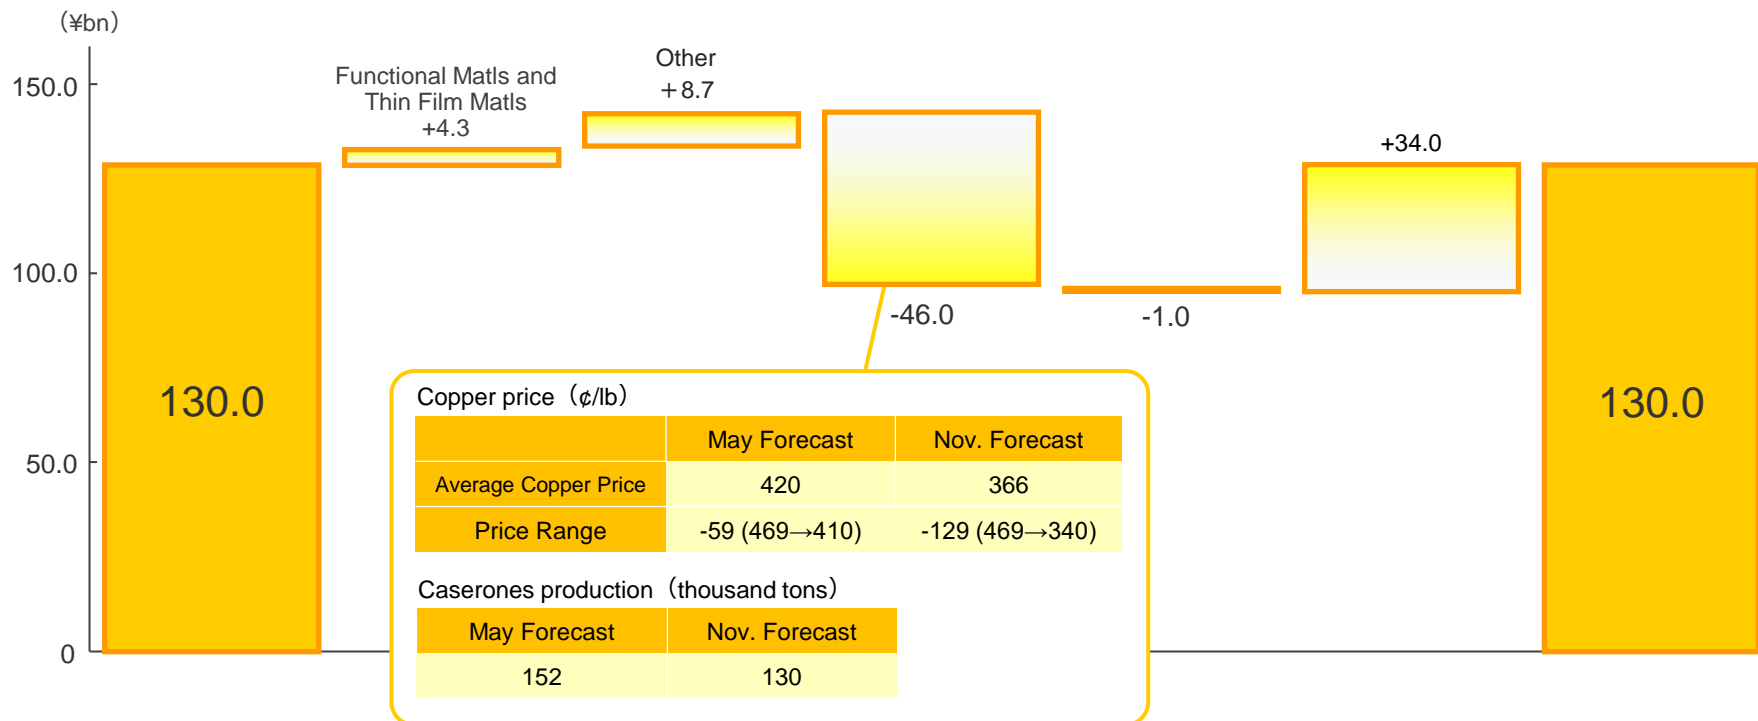 （¥bn）
150.0
100.0
50.0
0
Functional Matls and
Thin Film Matls
+4.3
Other
＋8.7
-46.0
-1.0
+34.0
130.0
130.0
Copper price（¢/lb）
May Forecast Nov. Forecast
Average Copper Price 420 366
Price Range -59 (469→410) -129 (469→340)
Caserones production（thousand tons）
May Forecast Nov. Forecast
152 130